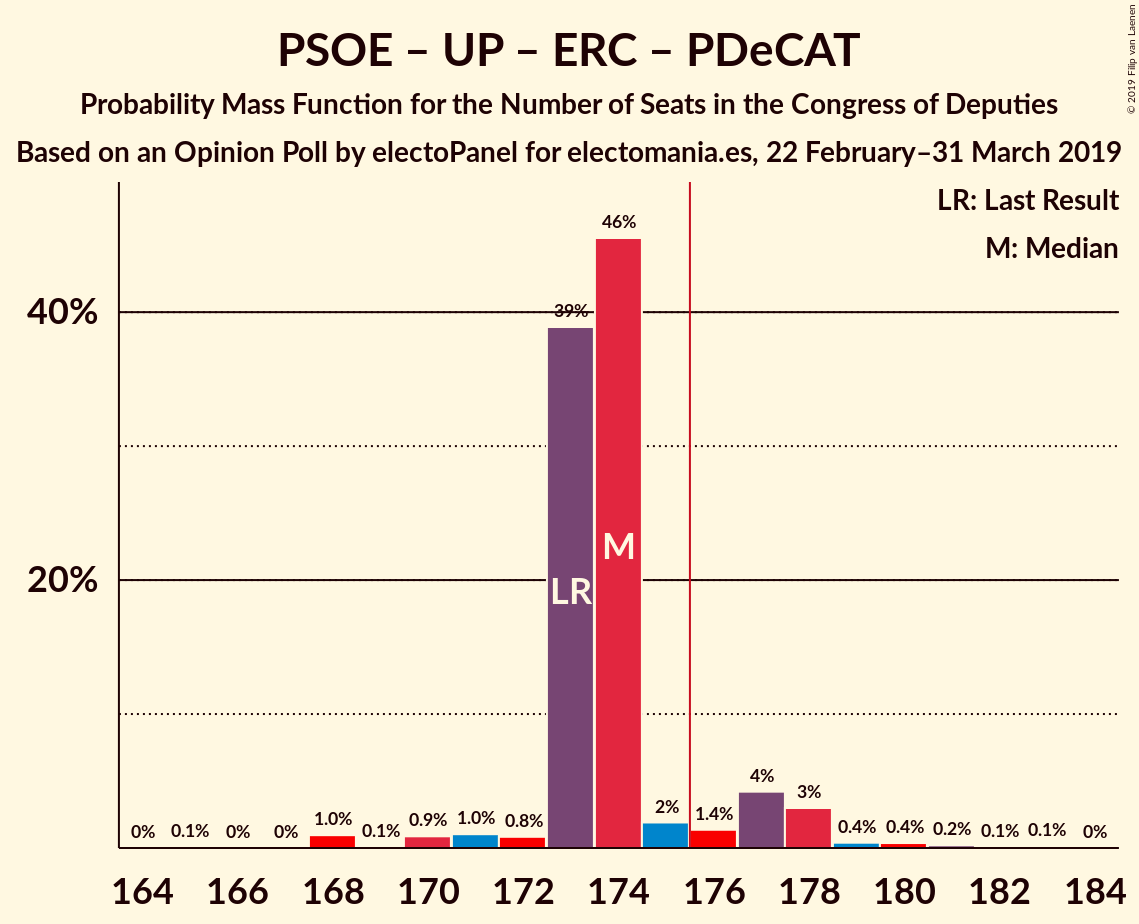 PSOE – UP – ERC – PDeCAT
Probability Mass Function for the Number of Seats in the Congress of Deputies
Based on an Opinion Poll by electoPanel for electomania.es, 22 February–31 March 2019
© 2019 Filip van Laenen
LR: Last Result
M: Median
40%
20%
0% 0.1% 0% 0% 1.0% 0.1% 0.9% 1.0% 0.8% 39% 46% 2% 1.4% 4% 3% 0.4% 0.4% 0.2% 0.1% 0.1% 0%
M
LR
164 166 168 170 172 174 176 178 180 182 184